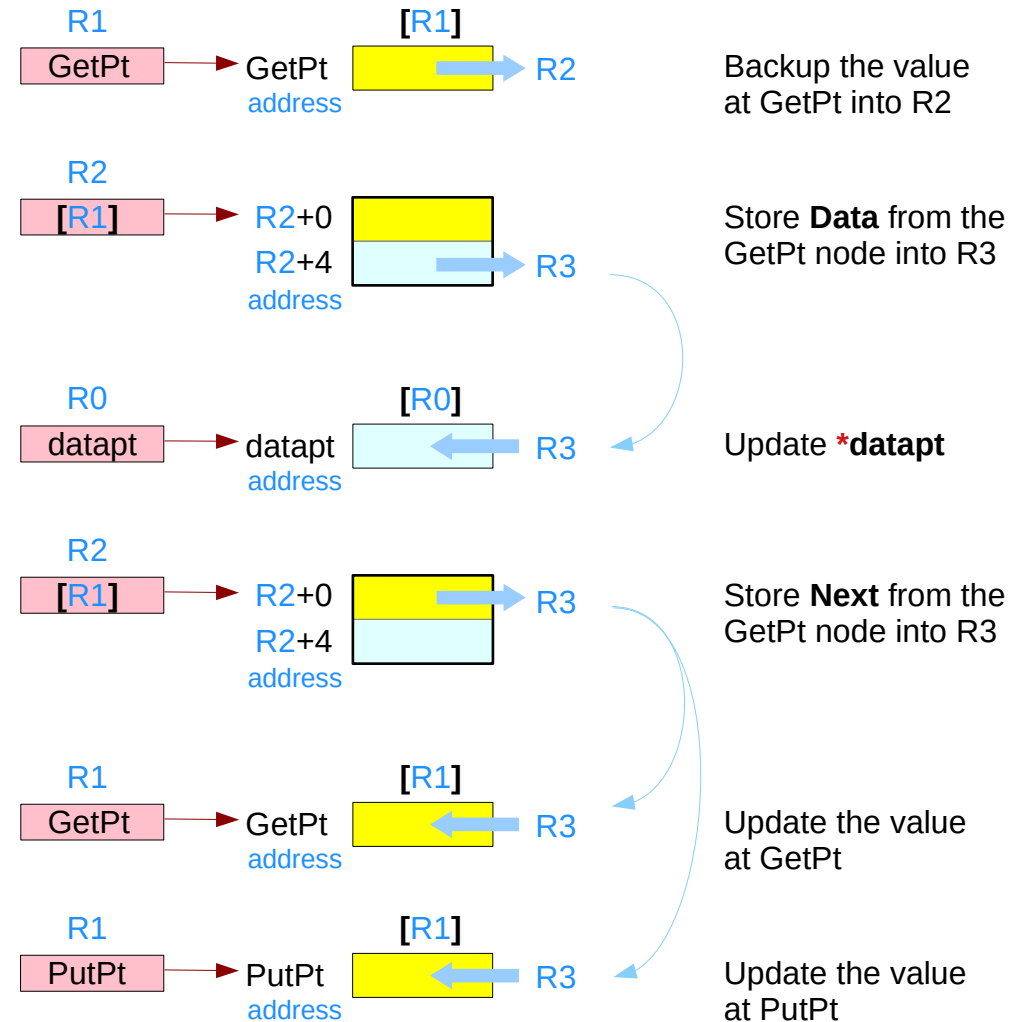 R1
[R1]
GetPt
GetPt
R2
address
Backup the value
at GetPt into R2
R2
[R1]
R2+0
R2+4
R3
address
Store Data from the
GetPt node into R3
R0
[R0]
datapt
datapt
R3
address
Update *datapt
R2
[R1]
R2+0
R3
R2+4
address
Store Next from the
GetPt node into R3
R1
[R1]
GetPt
GetPt
R3
address
Update the value
at GetPt
R1
[R1]
PutPt
PutPt
R3
address
Update the value
at PutPt